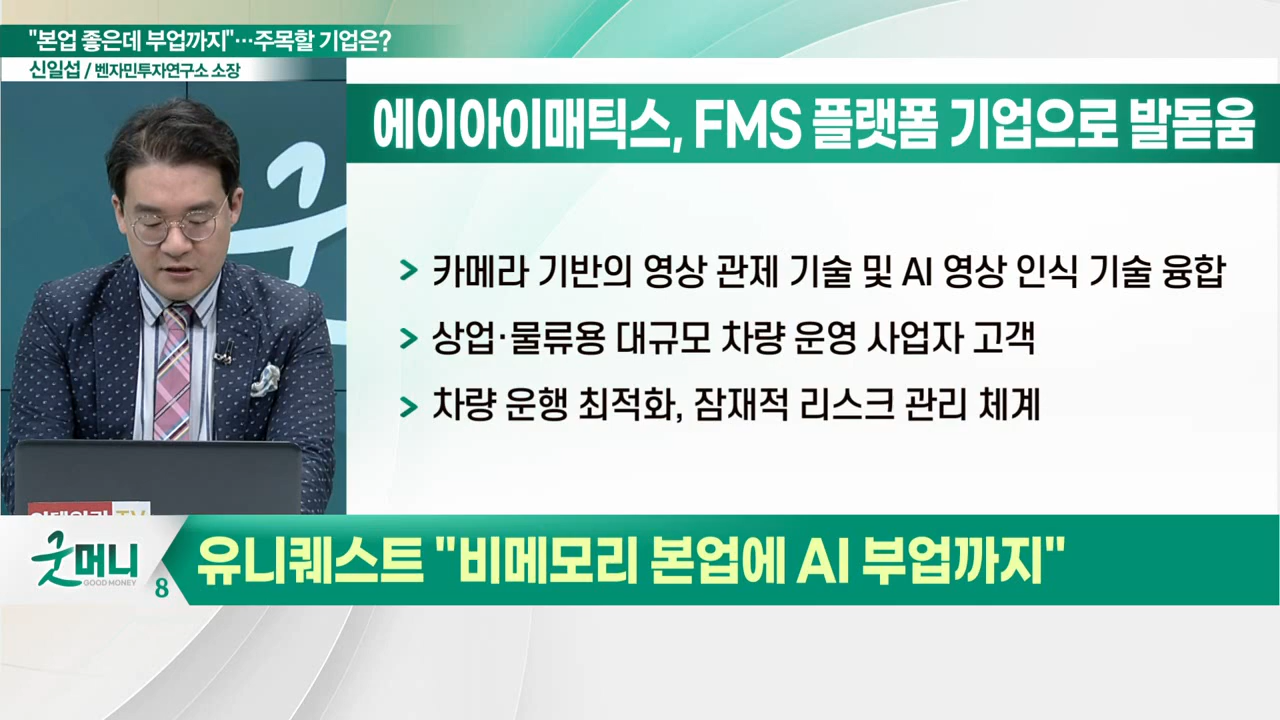 "본업 좋은데 부업까지"…주목할 기업은?
신일섭 / 벤자민투자연구소 소장
에이아이매틱스, FMS 플랫폼 기업으로 발돋움
> 카메라 기반의 영상 관제 기술 및 AI 영상 인식 기술 융합
> 상업·물류용 대규모 차량 운영 사업자 고객
> 차량 운행 최적화, 잠재적 리스크 관리 체계
굿머니
GOOD MONEY
8
유니퀘스트 "비메모리 본업에 AI 부업까지"